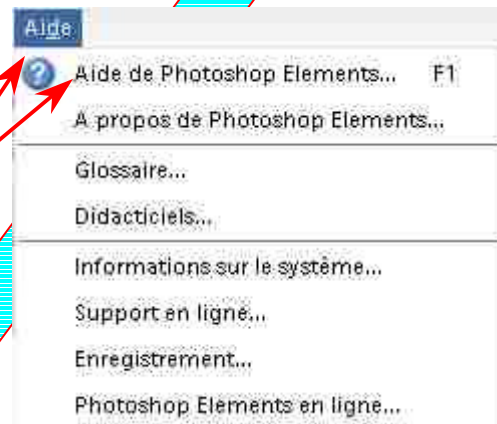 Aide
Aide de Photoshop Elements... F1
A propos de Photoshop Elements...
Glossaire...
Didacticiels...
Informations sur le système...
Support en ligne...
Enregistrement...
Photoshop Elements en ligne...